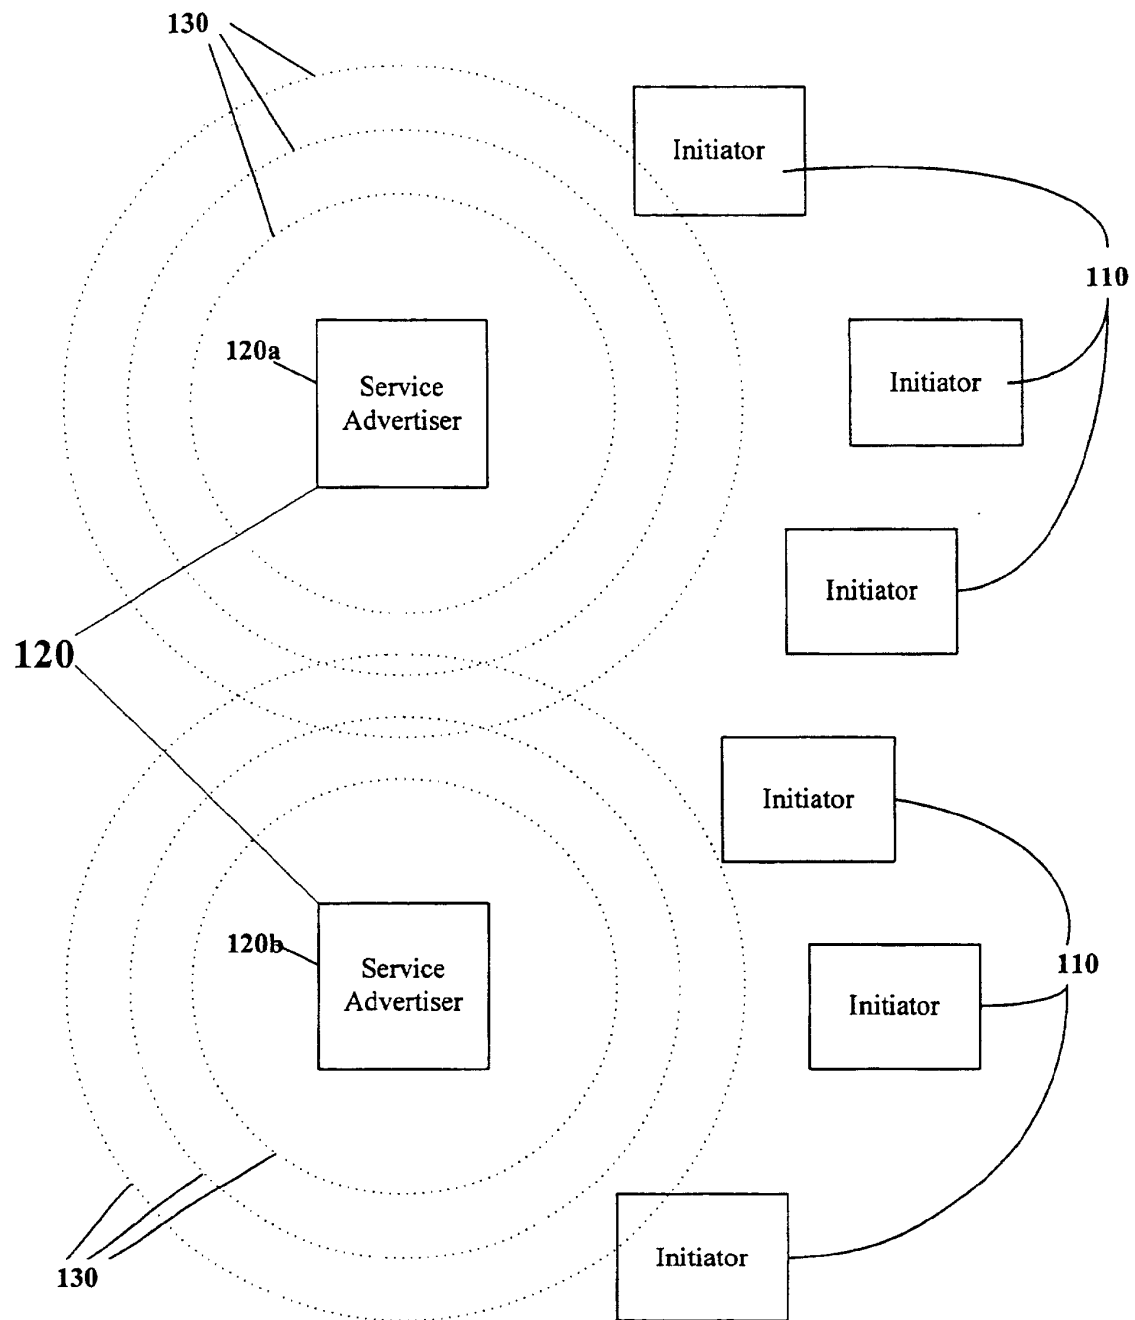 130
Initiator
110
120a
Service
Advertiser
Initiator
Initiator
120
Initiator
120b
Service
Advertiser
110
Initiator
Initiator
130